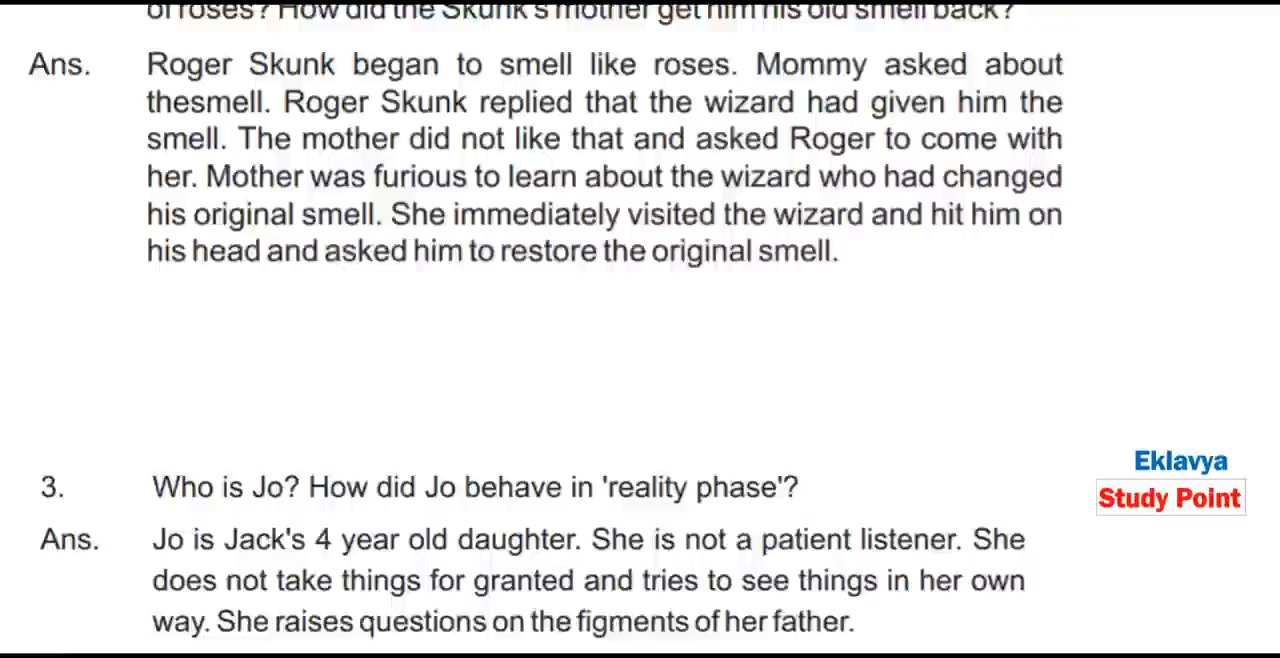 of roses? How did the Skunk's mother get him his old smell back?
Ans. Roger Skunk began to smell like roses. Mommy asked about
thesmell. Roger Skunk replied that the wizard had given him the
smell. The mother did not like that and asked Roger to come with
her. Mother was furious to learn about the wizard who had changed
his original smell. She immediately visited the wizard and hit him on
his head and asked him to restore the original smell.
3. Who is Jo? How did Jo behave in 'reality phase'?
Ans. Jo is Jack's 4 year old daughter. She is not a patient listener. She
does not take things for granted and tries to see things in her own
way. She raises questions on the figments of her father.
Eklavya
Study Point